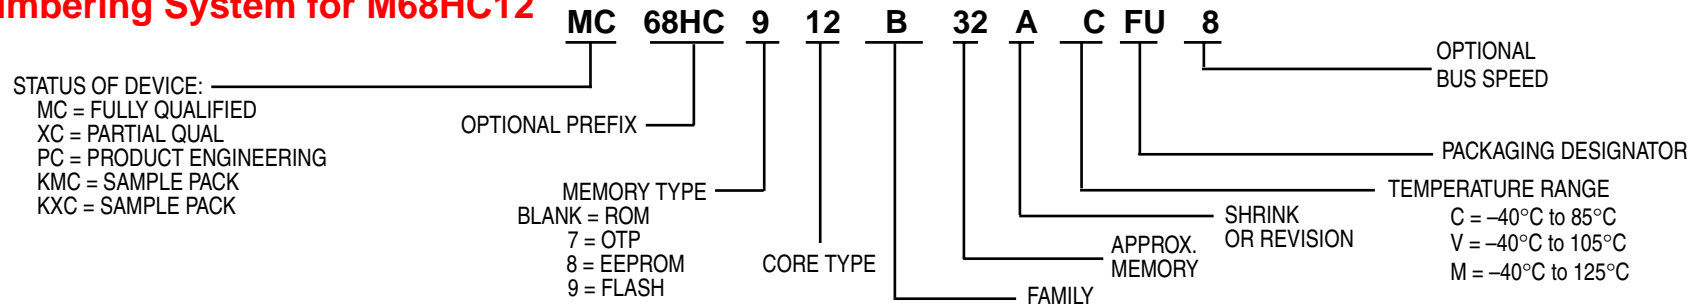 System for M68HC12
MC 68HC 9 12 B 32 A C FU 8
STATUS OF DEVICE:
MC = FULLY QUALIFIED
XC = PARTIAL QUAL
PC = PRODUCT ENGINEERING
KMC = SAMPLE PACK
KXC = SAMPLE PACK
OPTIONAL PREFIX
MEMORY TYPE
BLANK = ROM
7 = OTP
8 = EEPROM
9 = FLASH
CORE TYPE
FAMILY
APPROX.
MEMORY
SHRINK
OR REVISION
TEMPERATURE RANGE
C = –40°C to 85°C
V = –40°C to 105°C
M = –40°C to 125°C
PACKAGING DESIGNATOR
OPTIONAL
BUS SPEED